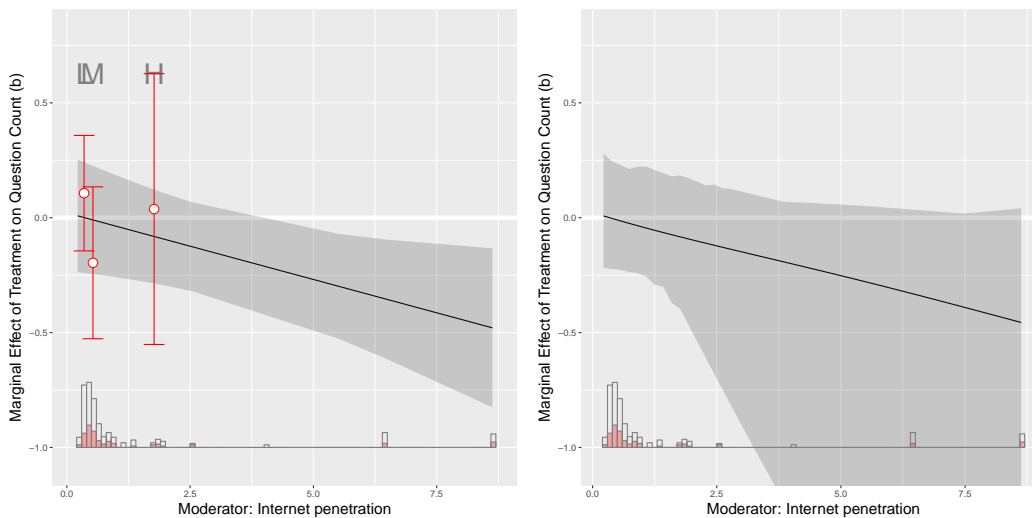 L M H
0.5
0.0
−0.5
−1.0
0.0 2.5 5.0 7.5
Marginal Effect of Treatment on Question Count (b)
Moderator: Internet penetration
0.5
0.0
−0.5
−1.0
0.0 2.5 5.0 7.5
Marginal Effect of Treatment on Question Count (b)
Moderator: Internet penetration